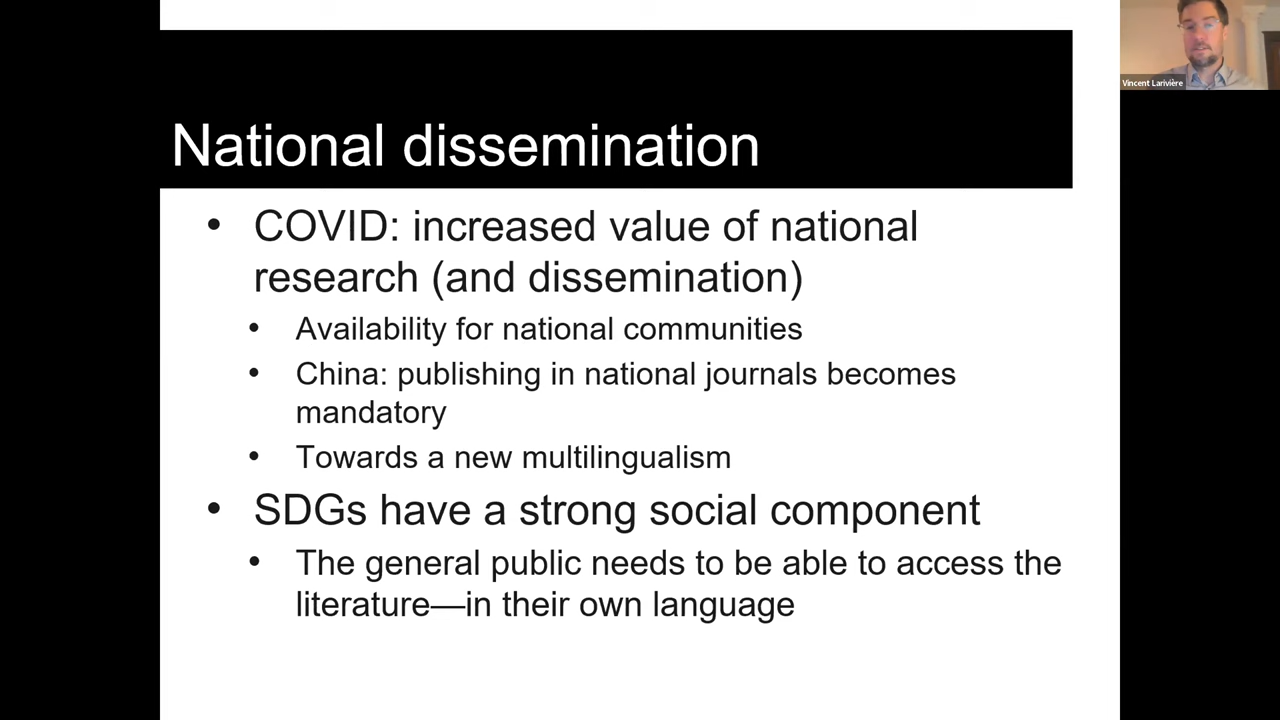 National dissemination
• COVID: increased value of national
research (and dissemination)
• Availability for national communities
• China: publishing in national journals becomes
mandatory
• Towards a new multilingualism
• SDGs have a strong social component
• The general public needs to be able to access the
literature—in their own language
Vincent Larivière